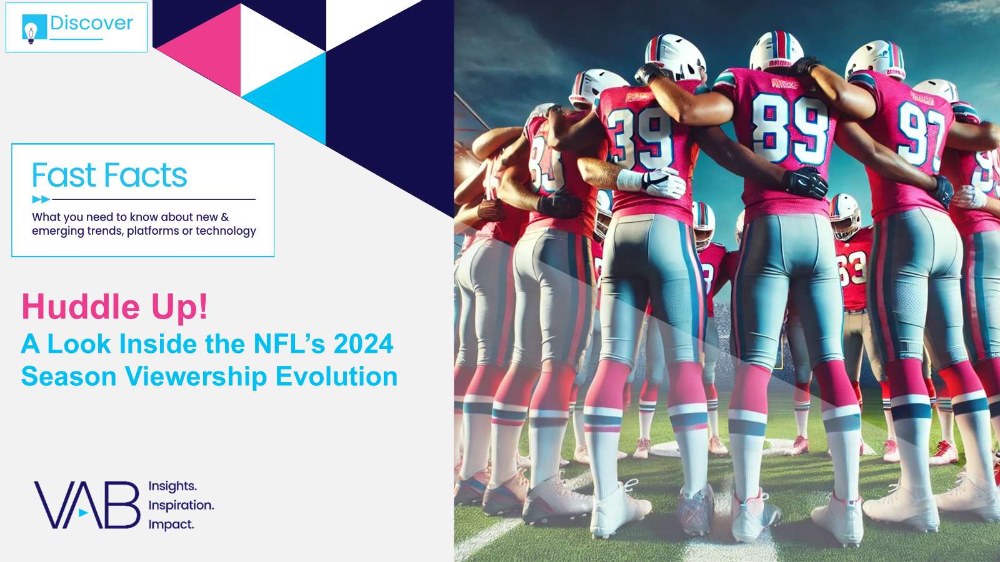 Discover
Fast Facts
What you need to know about new &
emerging trends, platforms or technology
Huddle Up!
A Look Inside the NFL's 2024
Season Viewership Evolution
VAB
Insights.
Inspiration.
Impact.
39
89
97
83
63